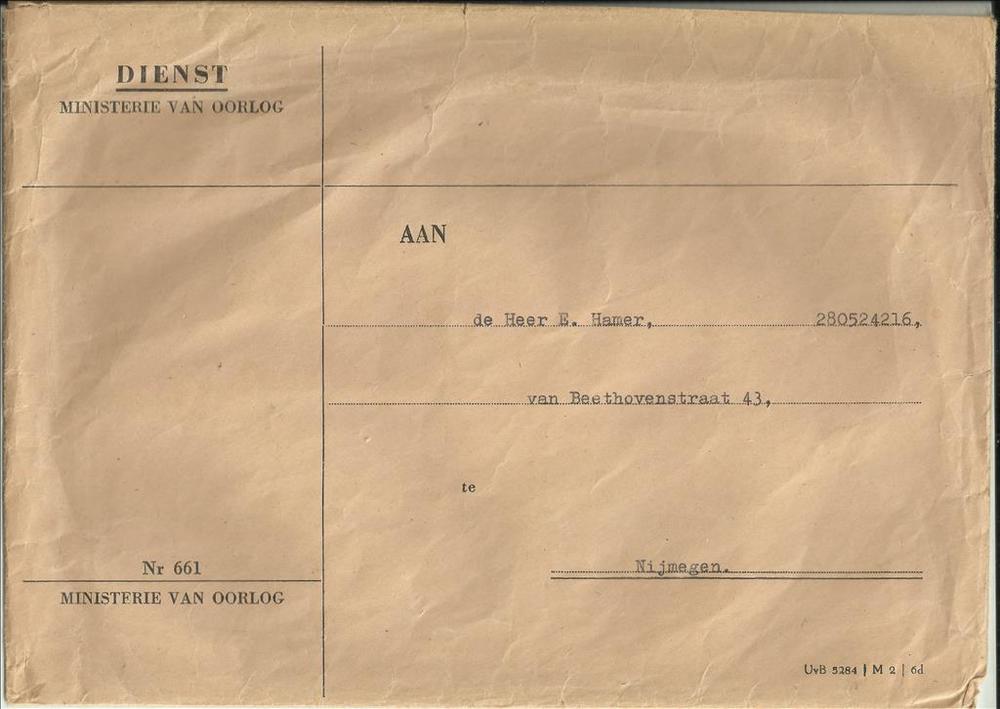 DIENST
MINISTERIE VAN OORLOG
AAN
de Heer E. Hamer, 280524216,
van Beethovenstraat 43,
te
Nijmegen.
Nr 661
MINISTERIE VAN OORLOG
UvB 5284 | M 2 | 6d